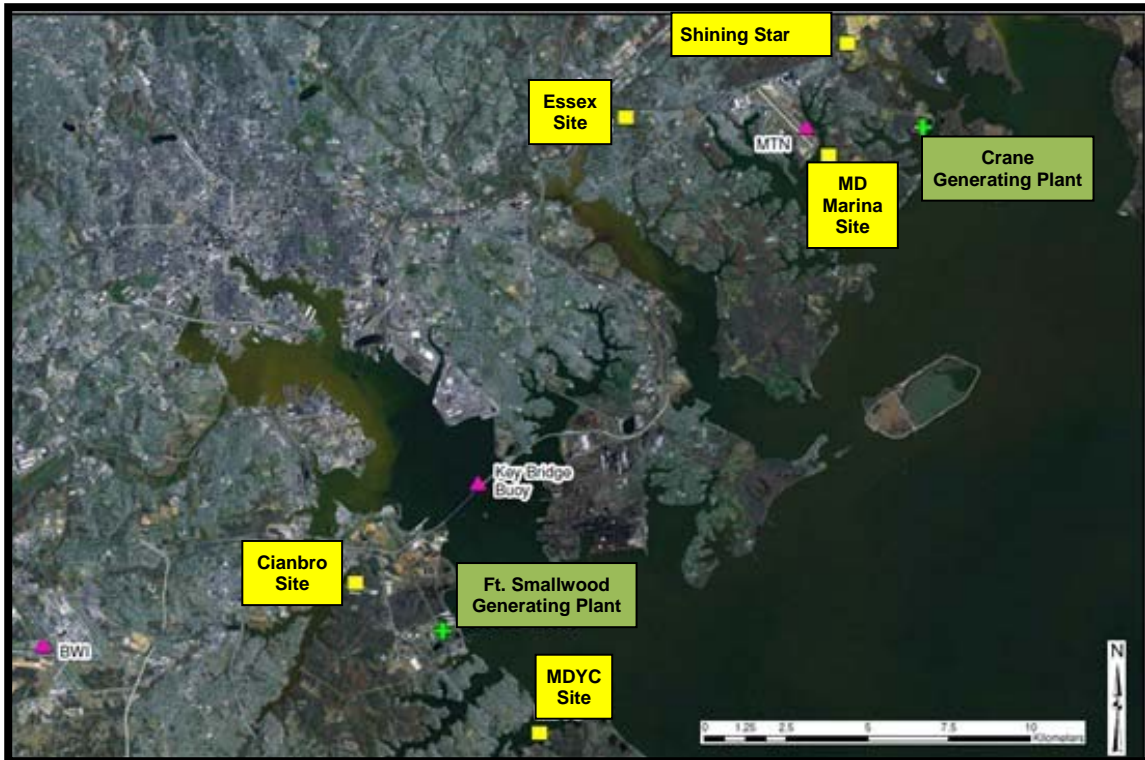 Shining Star
Essex
Site
MTN
Crane
Generating Plant
MD
Marina
Site
Key Bridge
Buoy
Cianbro
Site
Ft. Smallwood
Generating Plant
BWI
MDYC
Site
N
0 1.25 2.5 5 7.5 10
Kilometers